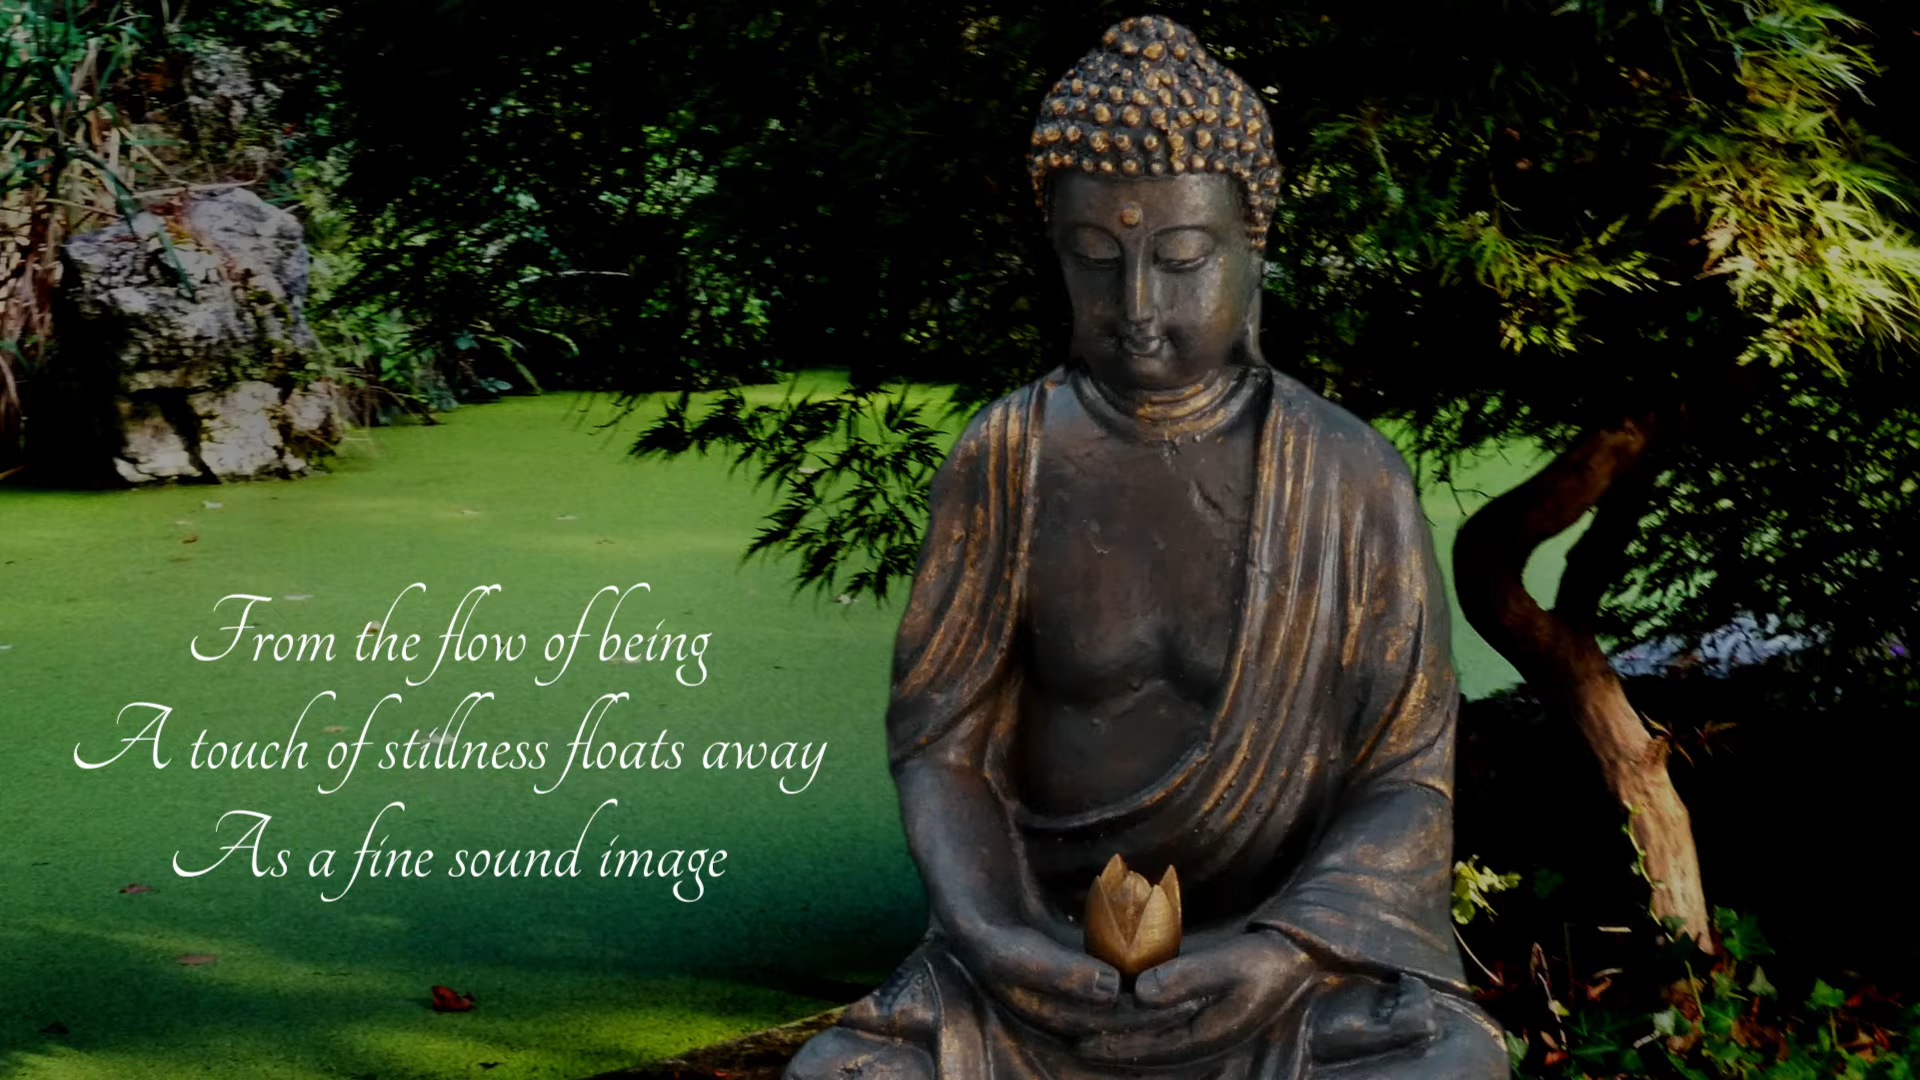 From the flow of being
A touch of stillness floats away
As a fine sound image